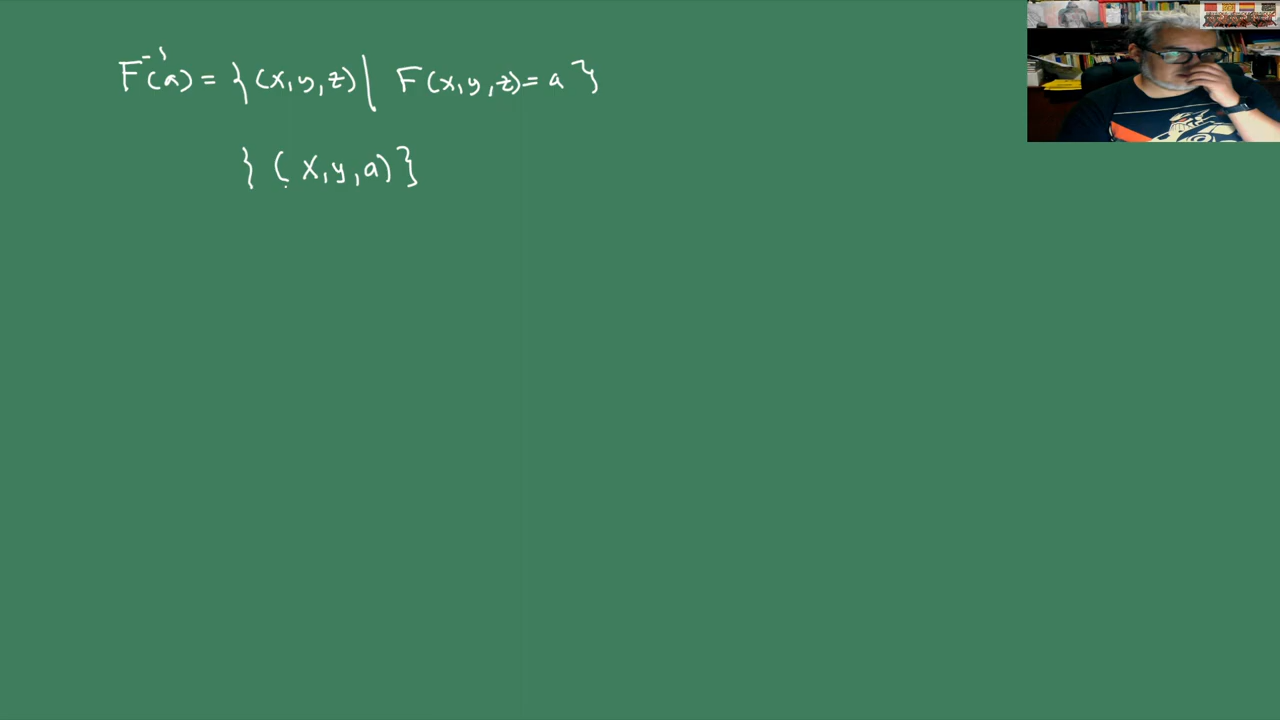 F⁻¹(a) = { (x,y,z) | F(x,y,z) = a }
{ (x,y,a) }